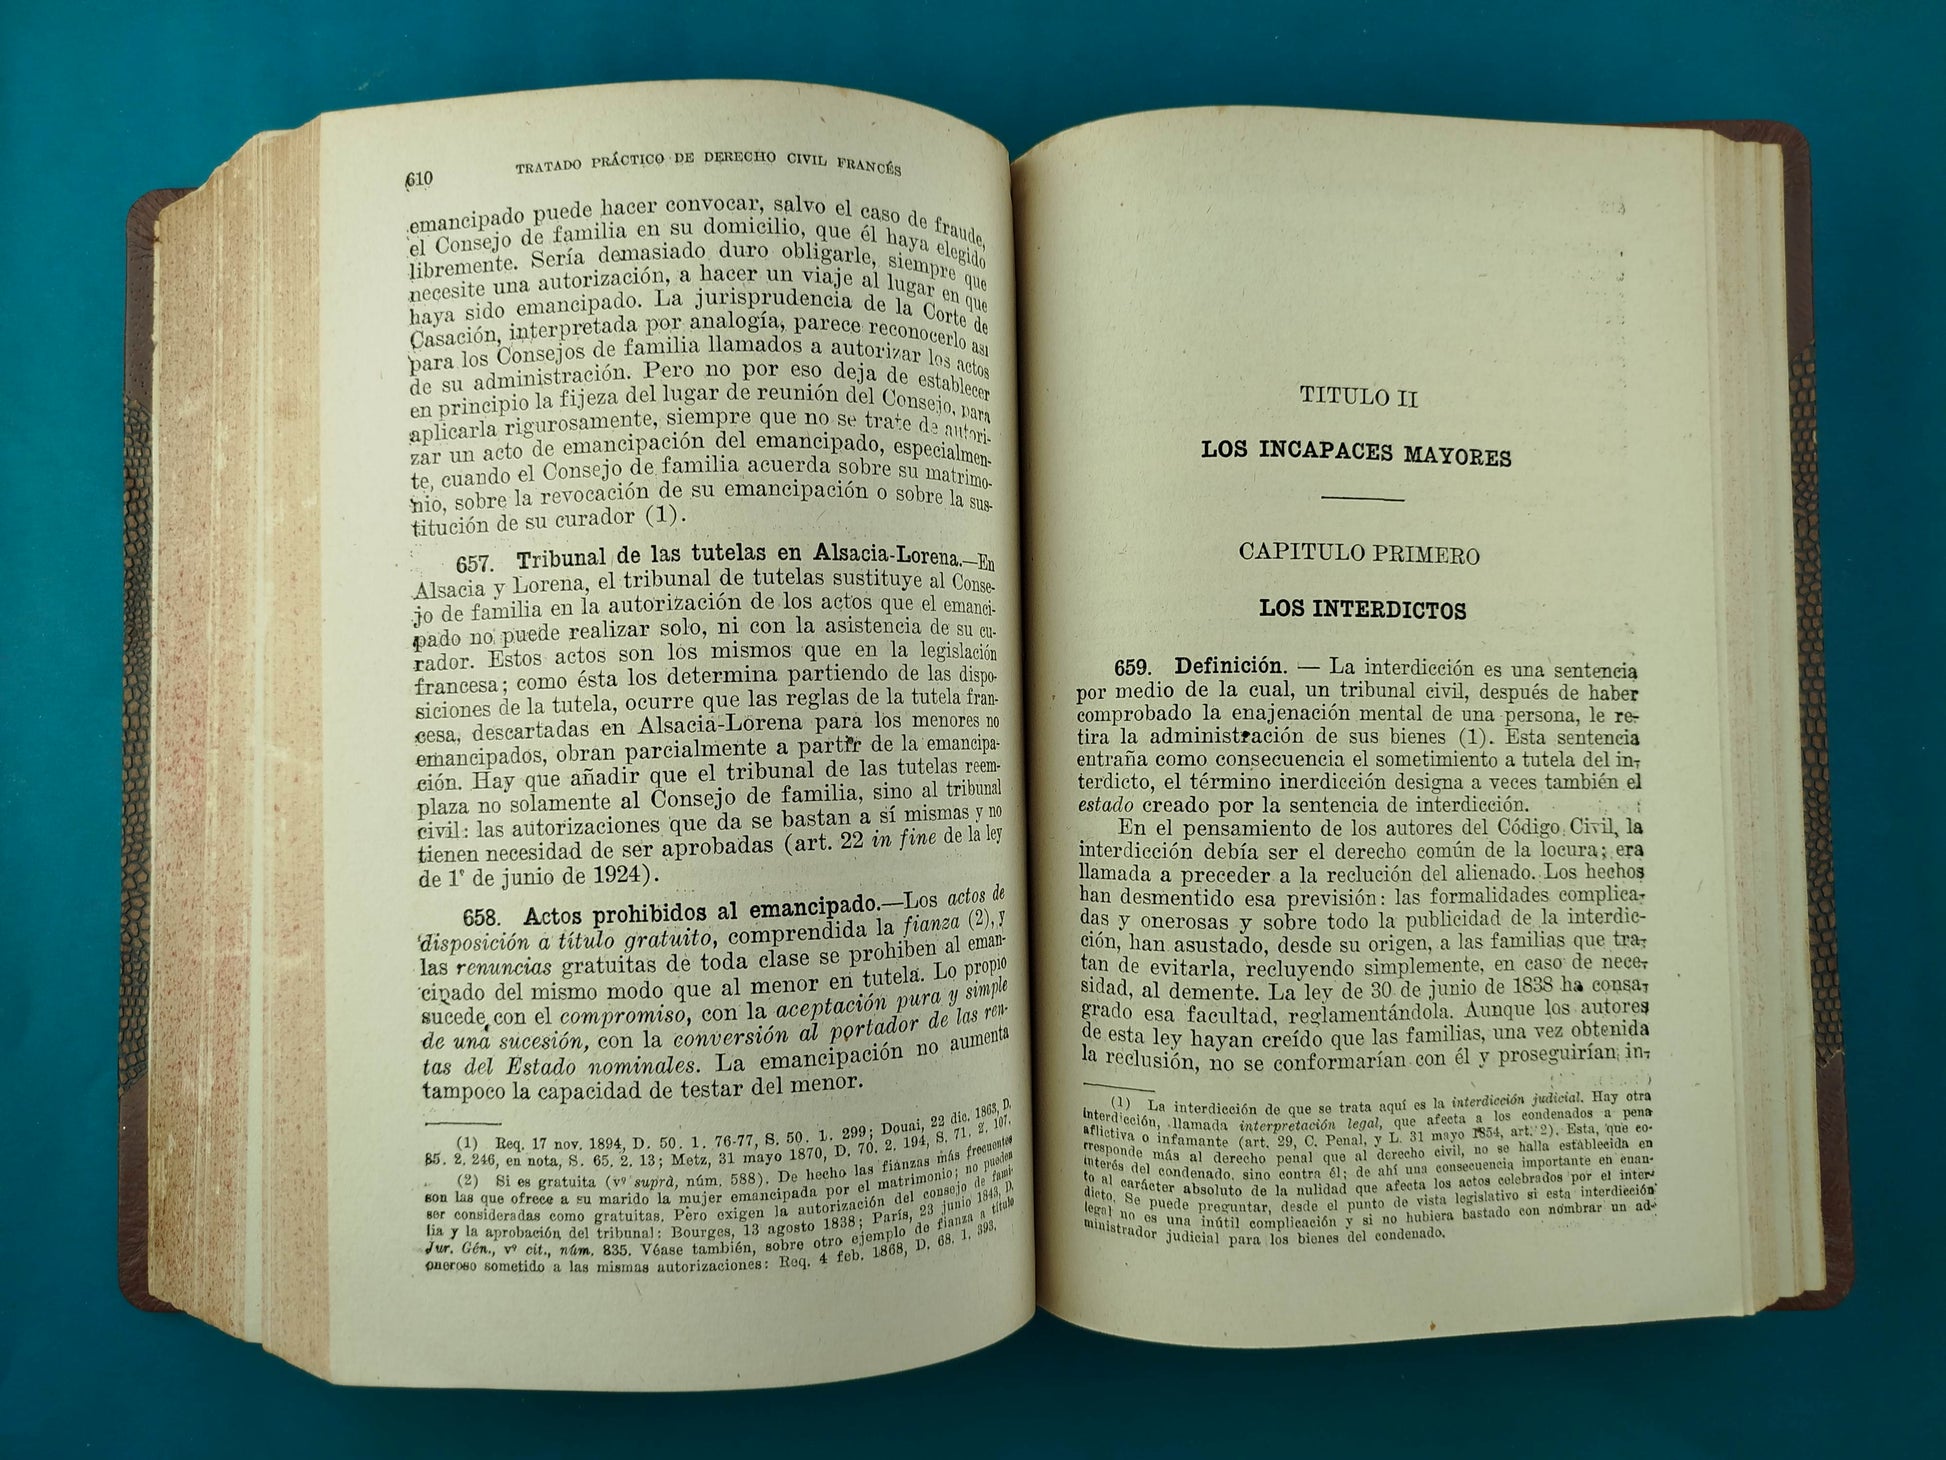 610
TRATADO PRÁCTICO DE DERECHO CIVIL FRANCÉS
emancipado puede hacer convocar, salvo el caso de fraude,
el Consejo de familia en su domicilio, que él haya elegido
libremente. Sería demasiado duro obligarle, siempre que
necesite una autorización, a hacer un viaje al lugar en que
haya sido emancipado. La jurisprudencia de la Corte de
Casación, interpretada por analogía, parece reconocerlo así
para los Consejos de familia llamados a autorizar los actos
de su administración. Pero no por eso deja de establecer
en principio la fijeza del lugar de reunión del Consejo, para
aplicarla rigurosamente, siempre que no se trate de autori-
zar un acto de emancipación del emancipado, especialmen-
te, cuando el Consejo de familia acuerda sobre su matrimo-
nio, sobre la revocación de su emancipación o sobre la sus-
titución de su curador (1).
657. Tribunal de las tutelas en Alsacia-Lorena.—En
Alsacia y Lorena, el tribunal de tutelas sustituye al Conse-
jo de familia en la autorización de los actos que el emanci-
pado no puede realizar solo, ni con la asistencia de su cu-
rador. Estos actos son los mismos que en la legislación
francesa; como ésta los determina partiendo de las dispo-
siciones de la tutela, ocurre que las reglas de la tutela fran-
cesa, descartadas en Alsacia-Lorena para los menores no
emancipados, obran parcialmente a partir de la emancipa-
ción. Hay que añadir que el tribunal de las tutelas reem-
plaza no solamente al Consejo de familia, sino al tribunal
civil: las autorizaciones que da se bastan a sí mismas y no
tienen necesidad de ser aprobadas (art. 22 in fine de la ley
de 1º de junio de 1924).
658. Actos prohibidos al emancipado.—Los actos de
disposición a título gratuito, comprendida la fianza (2), y
las renuncias gratuitas de toda clase se prohiben al eman-
cipado del mismo modo que al menor en tutela. Lo propio
sucede con el compromiso, con la aceptación pura y simple
de una sucesión, con la conversión al portador de las ren-
tas del Estado nominales. La emancipación no aumenta
tampoco la capacidad de testar del menor.
(1) Req. 17 nov. 1894, D. 50. 1. 76-77, S. 50. 1. 299; Douai, 22 dic. 1863, D.
65. 2. 246, en nota, S. 65. 2. 13; Metz, 31 mayo 1870, D. 70. 2. 194, S. 71. 2. 107.
(2) Si es gratuita (vº suprà, núm. 588). De hecho las fianzas más frecuentes
son las que ofrece a su marido la mujer emancipada por el matrimonio; no pueden
ser consideradas como gratuitas. Pero exigen la autorización del consejo de fami-
lia y la aprobación del tribunal: Bourges, 13 agosto 1838; París, 23 junio 1843, D.
Jur. Gén., vº cit., núm. 835. Véase también, sobre otro ejemplo de fianza a título
oneroso sometido a las mismas autorizaciones: Req. 4 feb. 1868, D. 68. 1. 393.
TITULO II
LOS INCAPACES MAYORES
CAPITULO PRIMERO
LOS INTERDICTOS
659. Definición. — La interdicción es una sentencia
por medio de la cual, un tribunal civil, después de haber
comprobado la enajenación mental de una persona, le re-
tira la administración de sus bienes (1). Esta sentencia
entraña como consecuencia el sometimiento a tutela del in-
terdicto, el término inerdicción designa a veces también el
estado creado por la sentencia de interdicción.
En el pensamiento de los autores del Código Civil, la
interdicción debía ser el derecho común de la locura; era
llamada a preceder a la reclución del alienado. Los hechos
han desmentido esa previsión: las formalidades complica-
das y onerosas y sobre todo la publicidad de la interdic-
ción, han asustado, desde su origen, a las familias que tra-
tan de evitarla, recluyendo simplemente, en caso de nece-
sidad, al demente. La ley de 30 de junio de 1838 ha consa-
grado esa facultad, reglamentándola. Aunque los autores
de esta ley hayan creído que las familias, una vez obtenida
la reclusión, no se conformarían con él y proseguirían in-
(1) La interdicción de que se trata aquí es la interdicción judicial. Hay otra
interdicción, llamada interpretación legal, que afecta a los condenados a pena
aflictiva o infamante (art. 29, C. Penal, y L. 31 mayo 1854, art. 2). Esta, que co-
rresponde más al derecho penal que al derecho civil, no se halla establecida en
interés del condenado, sino contra él; de ahí una consecuencia importante en cuan-
to al carácter absoluto de la nulidad que afecta los actos celebrados por el inter-
dicto. Se puede preguntar, desde el punto de vista legislativo si esta interdicción
legal no es una inútil complicación y si no hubiera bastado con nombrar un ad-
ministrador judicial para los bienes del condenado.